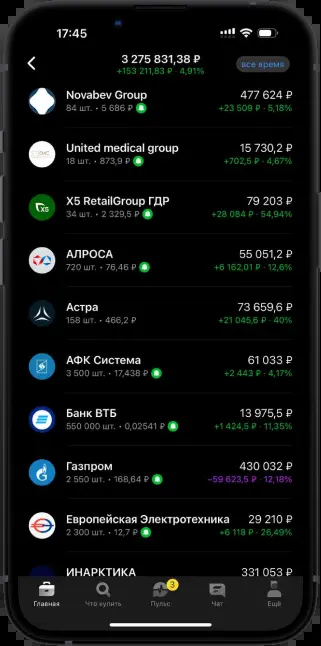 17:45
3 275 831,38 ₽
+153 211,83 ₽ · 4,91%
все время
Novabev Group
477 624 ₽
84 шт. • 5 686 ₽
+23 509 ₽ · 5,18%
United medical group
15 730,2 ₽
18 шт. • 873,9 ₽
+702,5 ₽ · 4,67%
X5
X5 RetailGroup ГДР
79 203 ₽
34 шт. • 2 329,5 ₽
+28 084 ₽ · 54,94%
АЛРОСА
55 051,2 ₽
720 шт. • 76,46 ₽
+6 162,01 ₽ · 12,6%
Астра
73 659,6 ₽
158 шт. • 466,2 ₽
+21 045,6 ₽ · 40%
АФК Система
61 033 ₽
3 500 шт. • 17,438 ₽
+2 443 ₽ · 4,17%
Банк ВТБ
13 975,5 ₽
550 000 шт. • 0,02541 ₽
+1 424,5 ₽ · 11,35%
Газпром
430 032 ₽
2 550 шт. • 168,64 ₽
−59 623,5 ₽ · 12,18%
Европейская Электротехника
29 210 ₽
2 300 шт. • 12,7 ₽
+6 118 ₽ · 26,49%
ИНАРКТИКА
331 053 ₽
3
Главная
Что купить
Пульс
Чат
Ещё